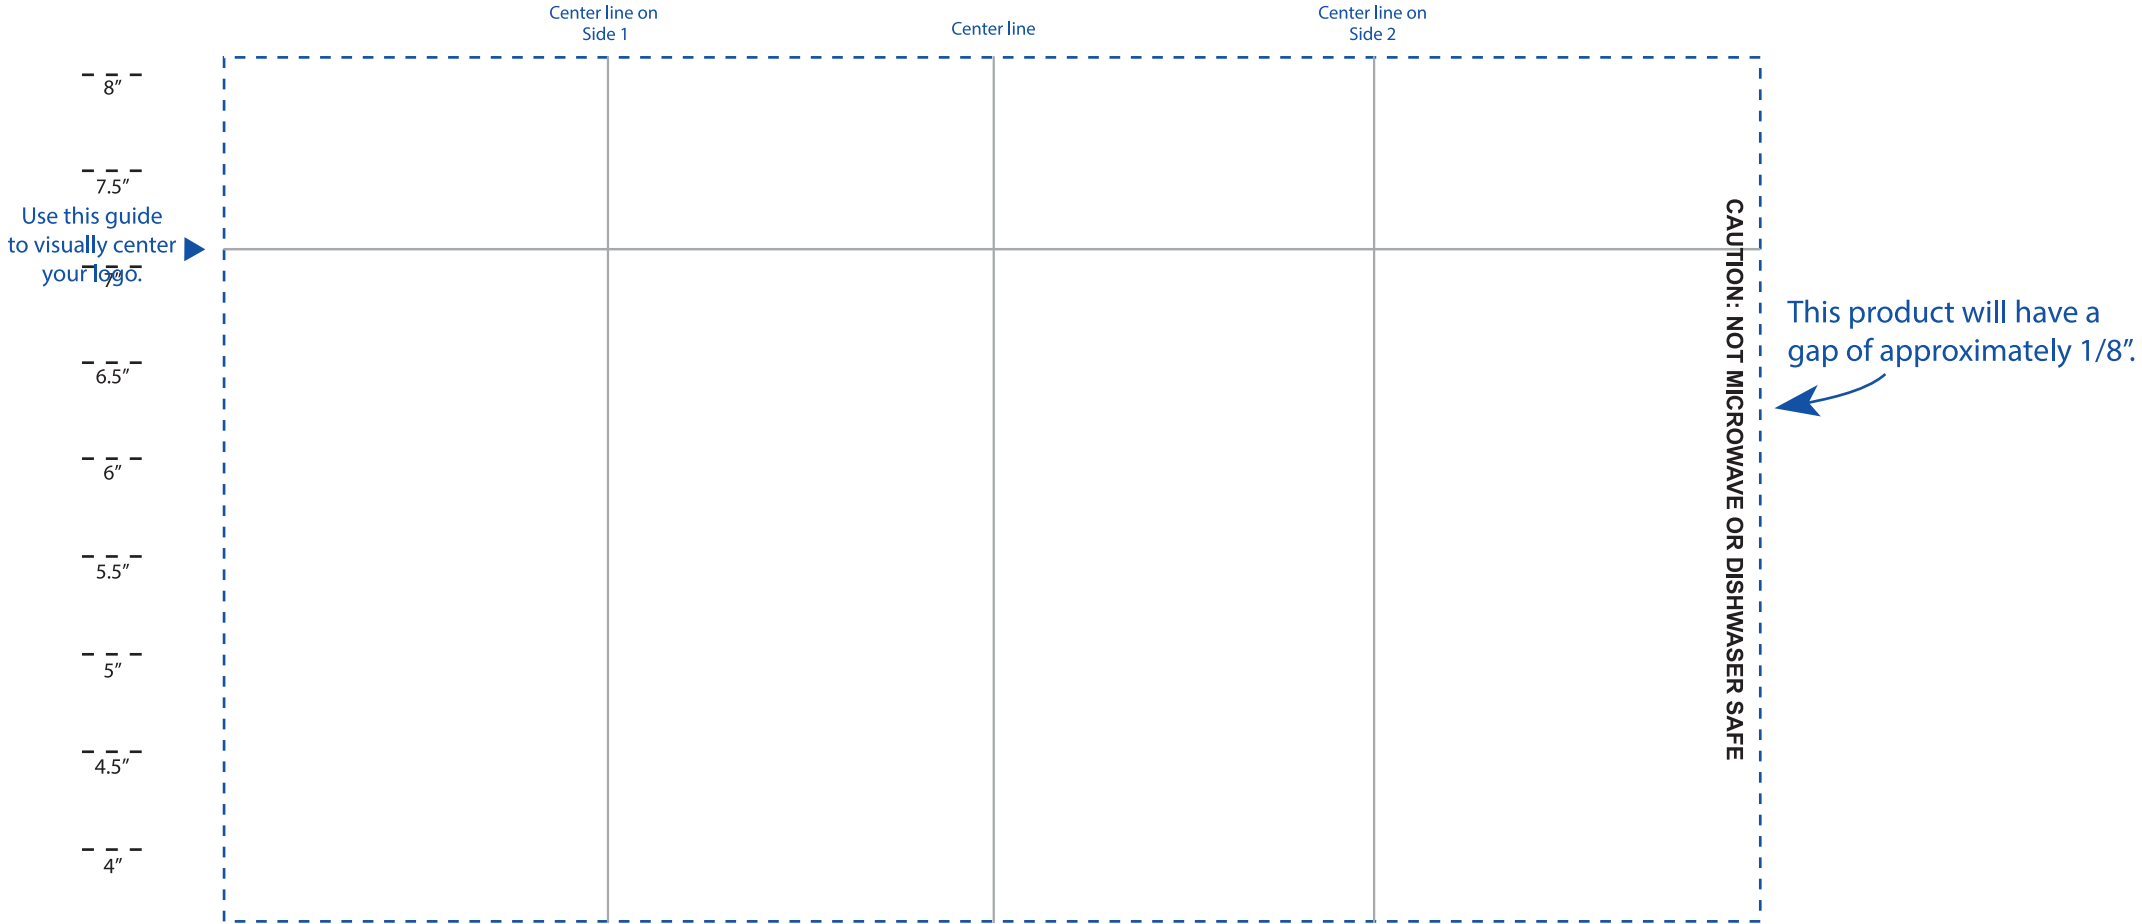 Center line on
Side 1
Center line
Center line on
Side 2
8”
7.5”
Use this guide
to visually center
your logo.
7”
6.5”
6”
5.5”
5”
4.5”
4”
CAUTION: NOT MICROWAVE OR DISHWASER SAFE
This product will have a
gap of approximately 1/8”.